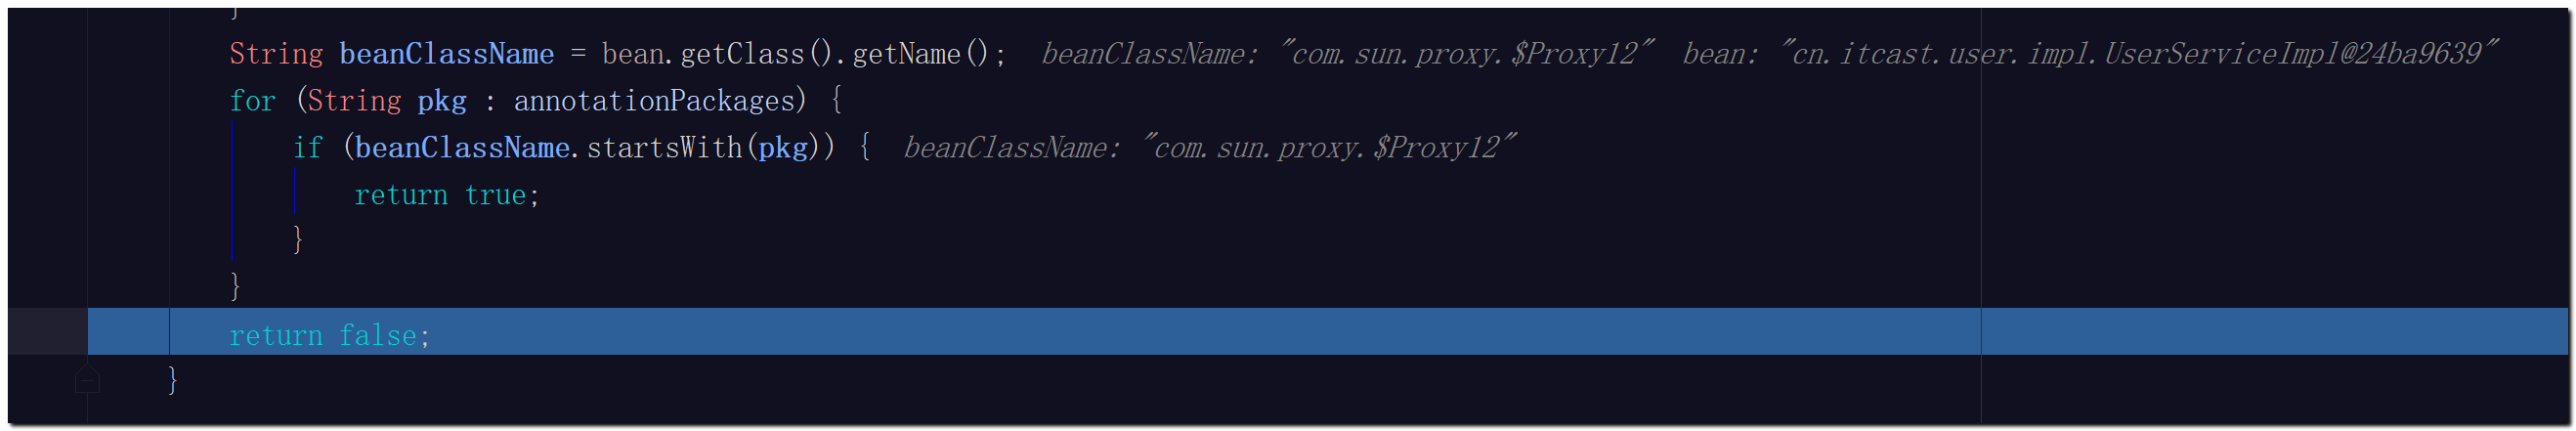 }
String beanClassName = bean.getClass().getName();  beanClassName: "com.sun.proxy.$Proxy12"  bean: "cn.itcast.user.impl.UserServiceImpl@24ba9639"
for (String pkg : annotationPackages) {
if (beanClassName.startsWith(pkg)) {  beanClassName: "com.sun.proxy.$Proxy12"
return true;
}
}
return false;
}